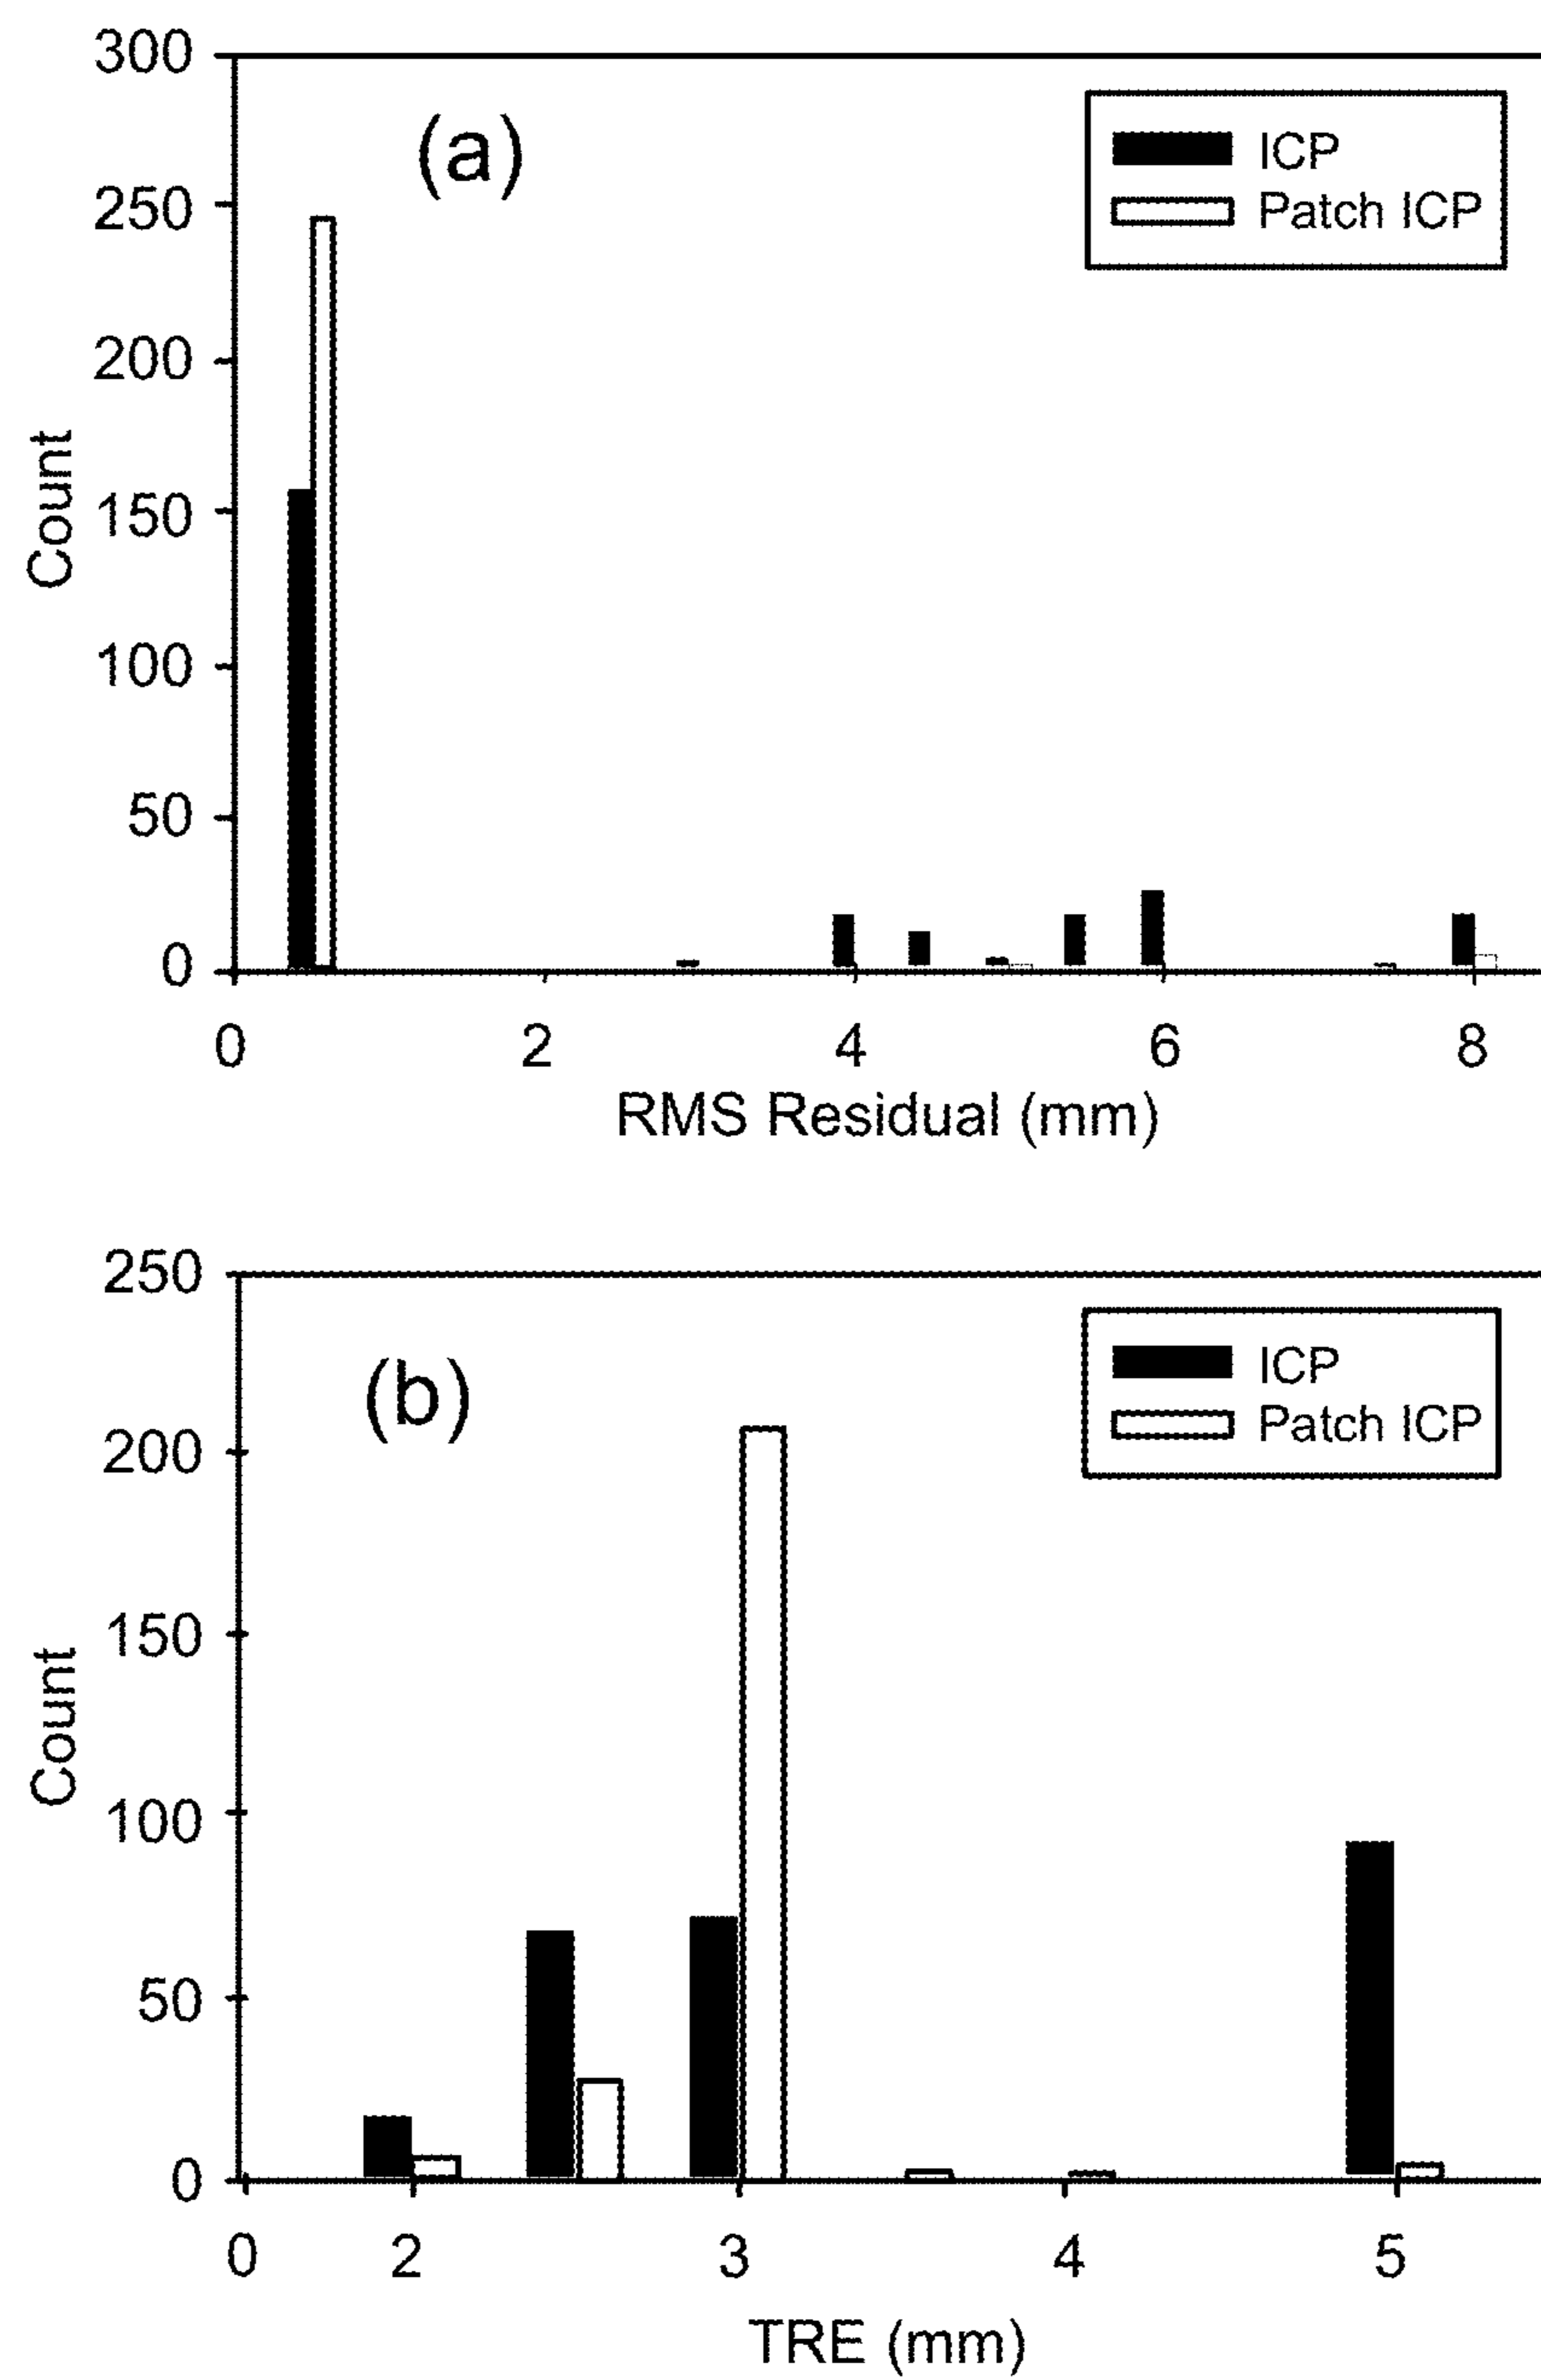 300
(a)
ICP
250
Patch ICP
200
Count
150
100
50
0
0 2 4 6 8
RMS Residual (mm)
250
(b)
ICP
Patch ICP
200
150
Count
100
50
0
0 2 3 4 5
TRE (mm)